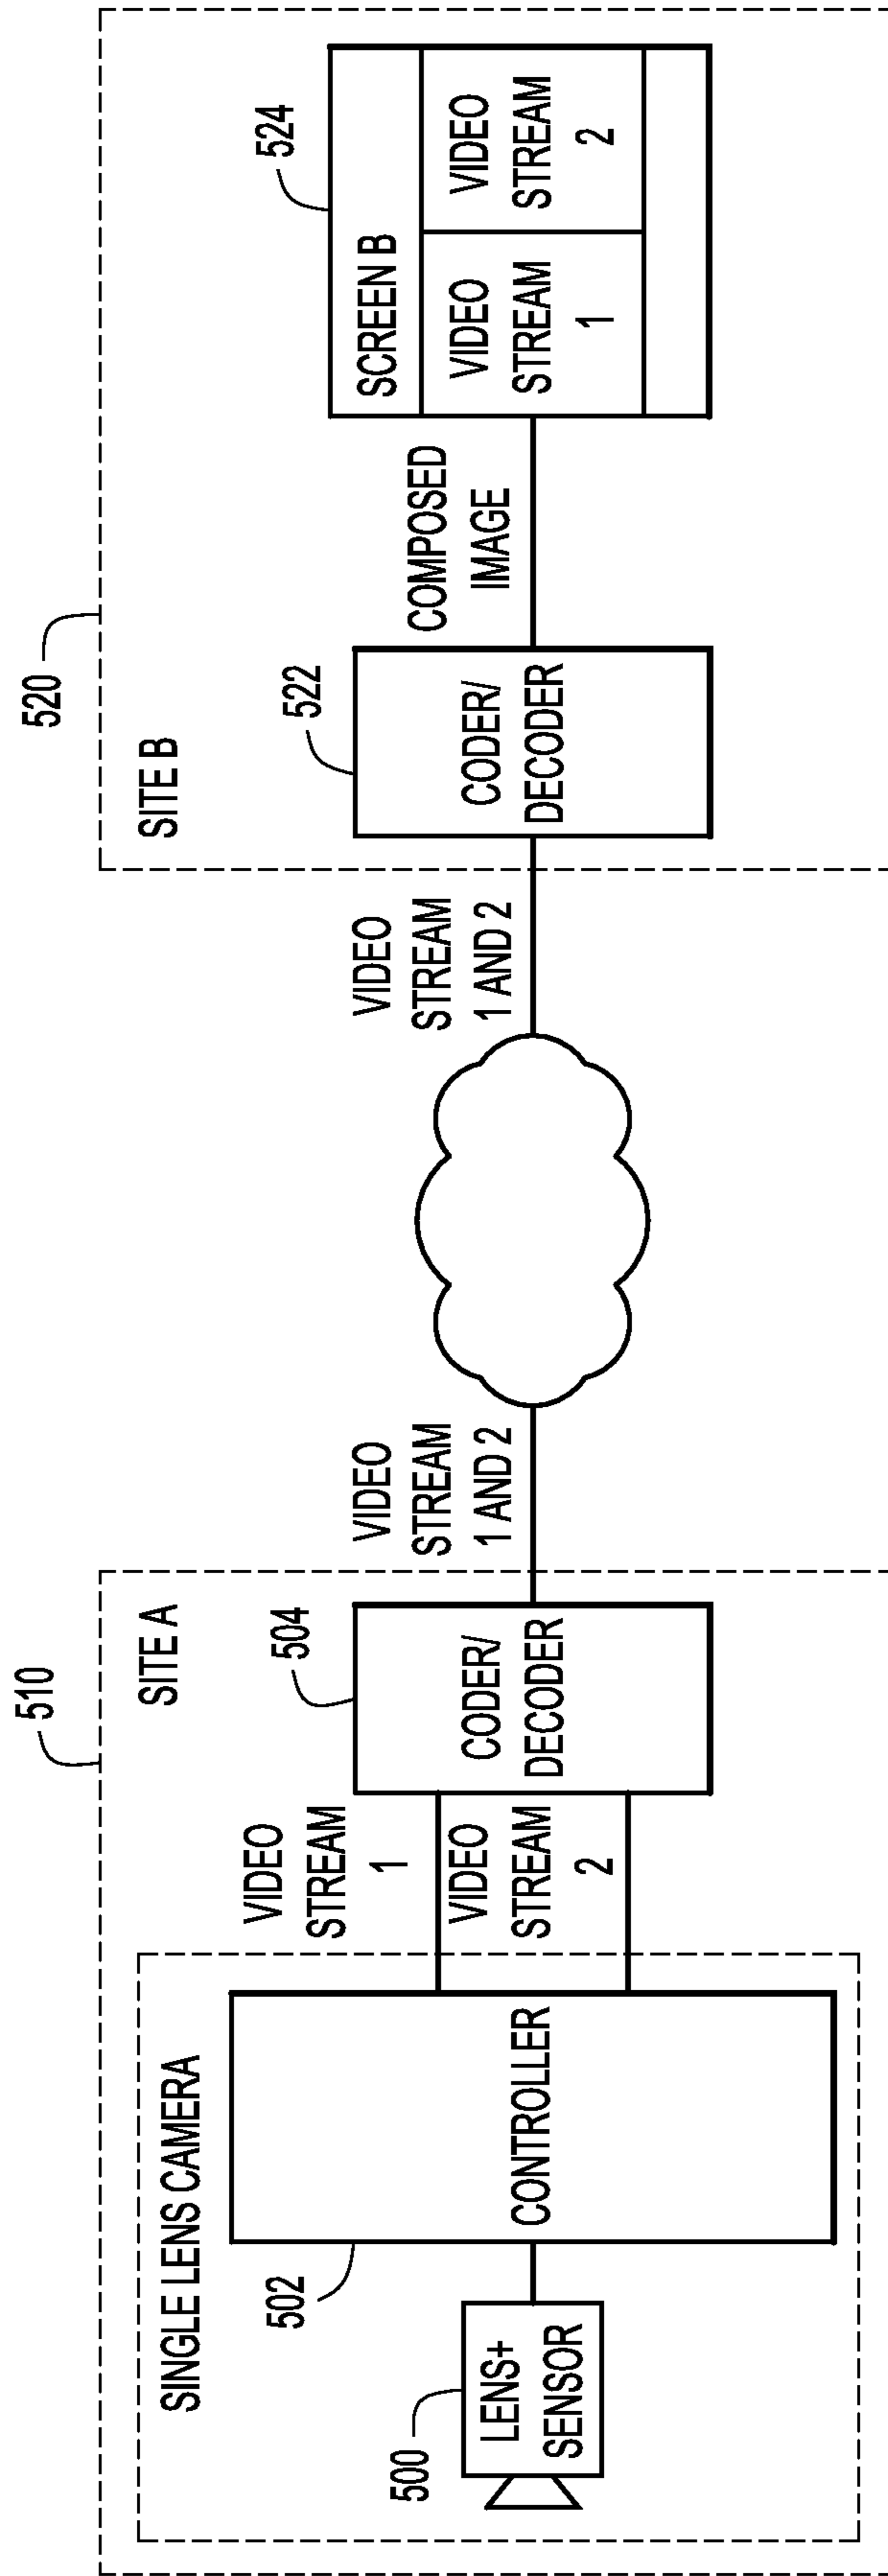 510
SITE A
SINGLE LENS CAMERA
500
LENS+
SENSOR
502
CONTROLLER
VIDEO
STREAM
1
VIDEO
STREAM
2
504
CODER/
DECODER
VIDEO
STREAM
1 AND 2
VIDEO
STREAM
1 AND 2
520
SITE B
522
CODER/
DECODER
COMPOSED
IMAGE
524
SCREEN B
VIDEO
STREAM
1
VIDEO
STREAM
2